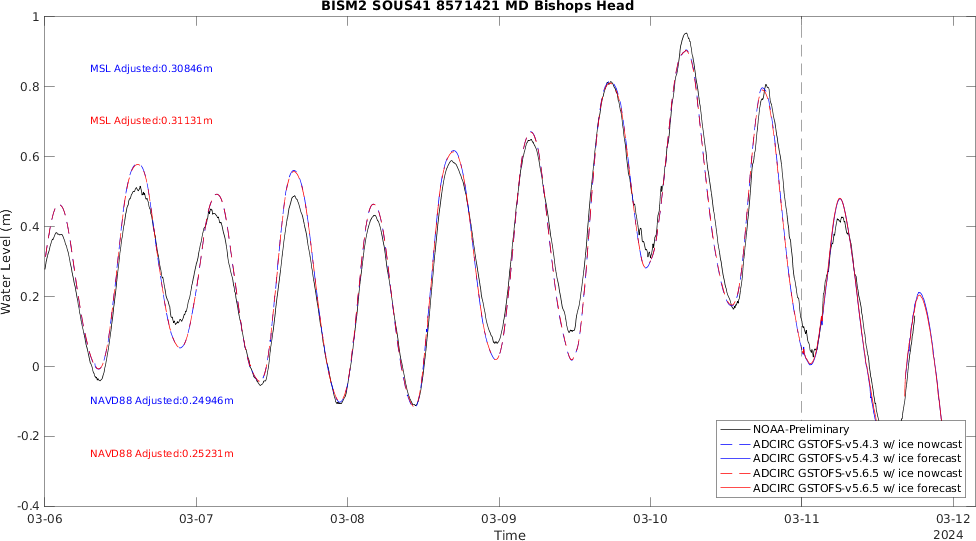 BISM2 SOUS41 8571421 MD Bishops Head
1
0.8
0.6
0.4
0.2
0
-0.2
-0.4
Water Level (m)
MSL Adjusted:0.30846m
MSL Adjusted:0.31131m
NAVD88 Adjusted:0.24946m
NAVD88 Adjusted:0.25231m
NOAA-Preliminary
ADCIRC GSTOFS-v5.4.3 w/ ice nowcast
ADCIRC GSTOFS-v5.4.3 w/ ice forecast
ADCIRC GSTOFS-v5.6.5 w/ ice nowcast
ADCIRC GSTOFS-v5.6.5 w/ ice forecast
03-06 03-07 03-08 03-09 03-10 03-11 03-12
Time
2024